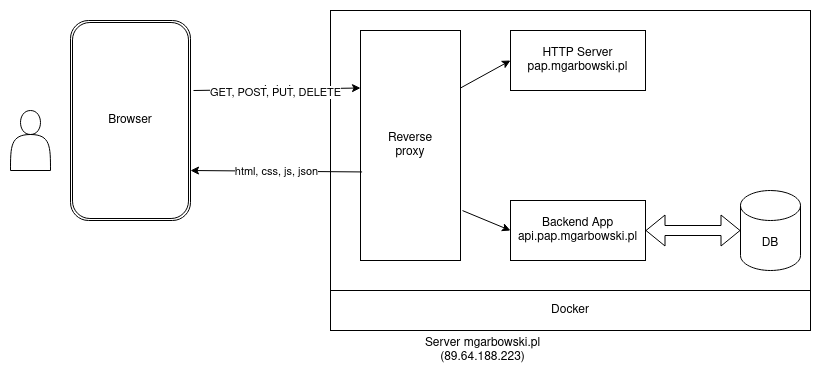 HTTP Server
pap.mgarbowski.pl
GET, POST, PUT, DELETE
Browser
Reverse
proxy
html, css, js, json
Backend App
api.pap.mgarbowski.pl
DB
Docker
Server mgarbowski.pl
(89.64.188.223)